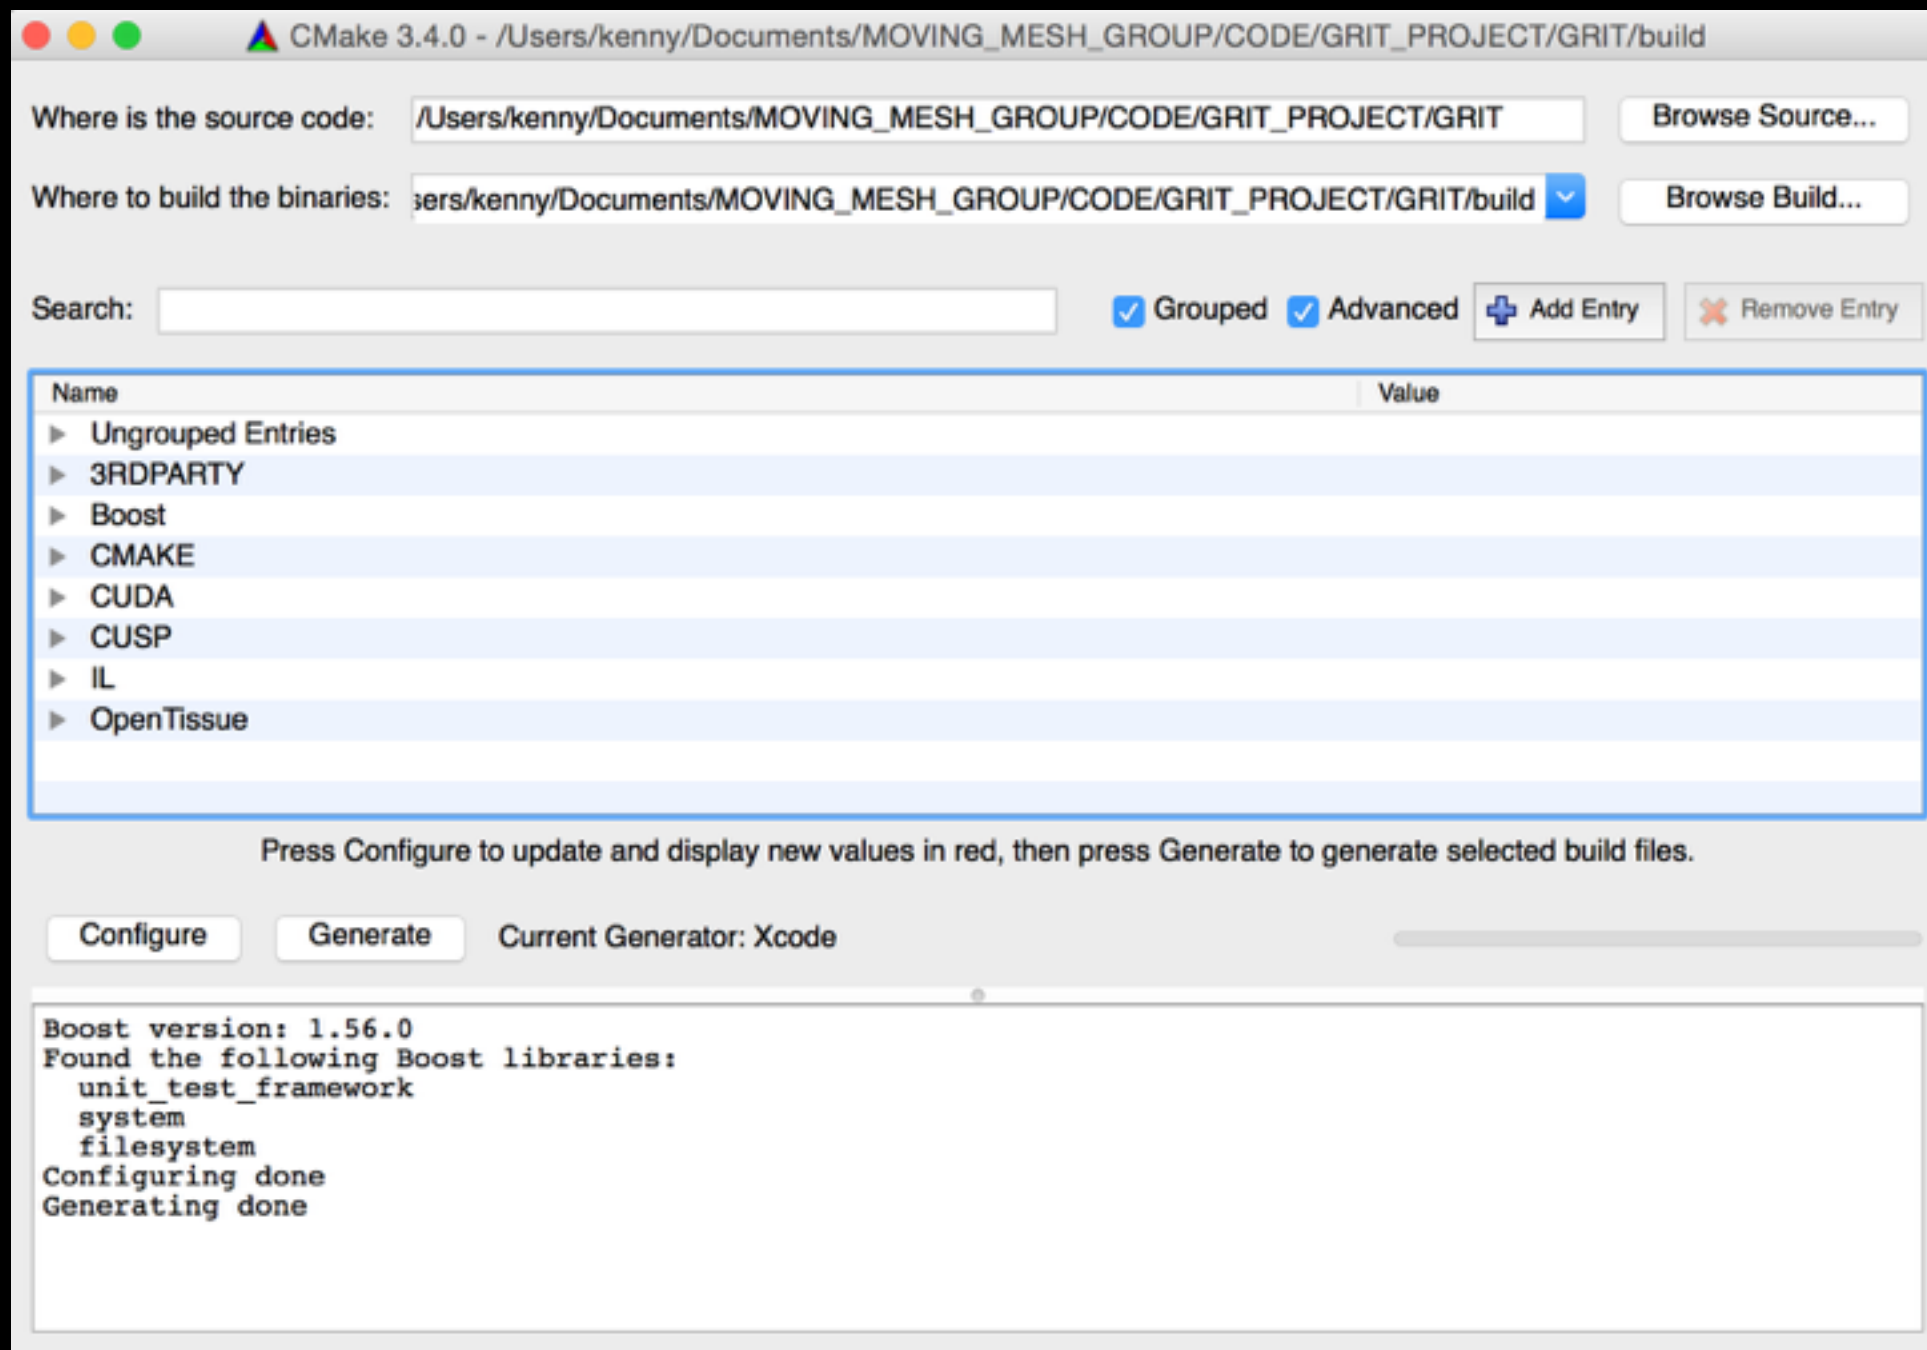 CMake 3.4.0 - /Users/kenny/Documents/MOVING_MESH_GROUP/CODE/GRIT_PROJECT/GRIT/build
Where is the source code: /Users/kenny/Documents/MOVING_MESH_GROUP/CODE/GRIT_PROJECT/GRIT Browse Source...
Where to build the binaries: sers/kenny/Documents/MOVING_MESH_GROUP/CODE/GRIT_PROJECT/GRIT/build Browse Build...
Search: Grouped Advanced Add Entry Remove Entry
Name Value
Ungrouped Entries
3RDPARTY
Boost
CMAKE
CUDA
CUSP
IL
OpenTissue
Press Configure to update and display new values in red, then press Generate to generate selected build files.
Configure Generate Current Generator: Xcode
Boost version: 1.56.0
Found the following Boost libraries:
unit_test_framework
system
filesystem
Configuring done
Generating done